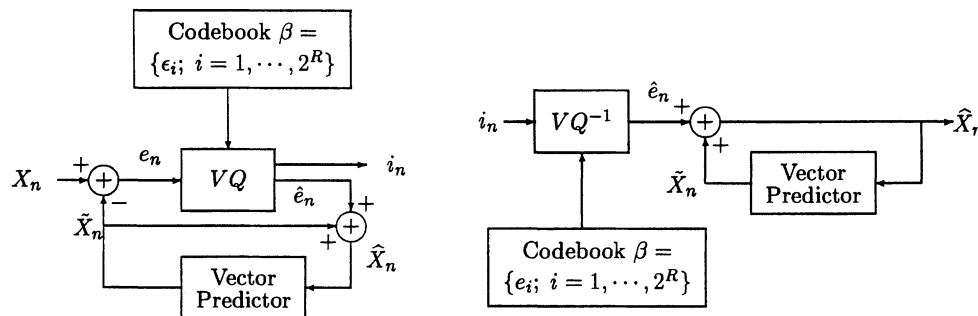 Codebook β =
{ϵ_i; i = 1, ⋯, 2^R}
X_n
+
+
−
e_n
VQ
i_n
ê_n
+
X̃_n
+
+
X̂_n
Vector
Predictor
i_n
VQ^{-1}
ê_n
+
+
+
X̂_n
X̃_n
Vector
Predictor
Codebook β =
{e_i; i = 1, ⋯, 2^R}